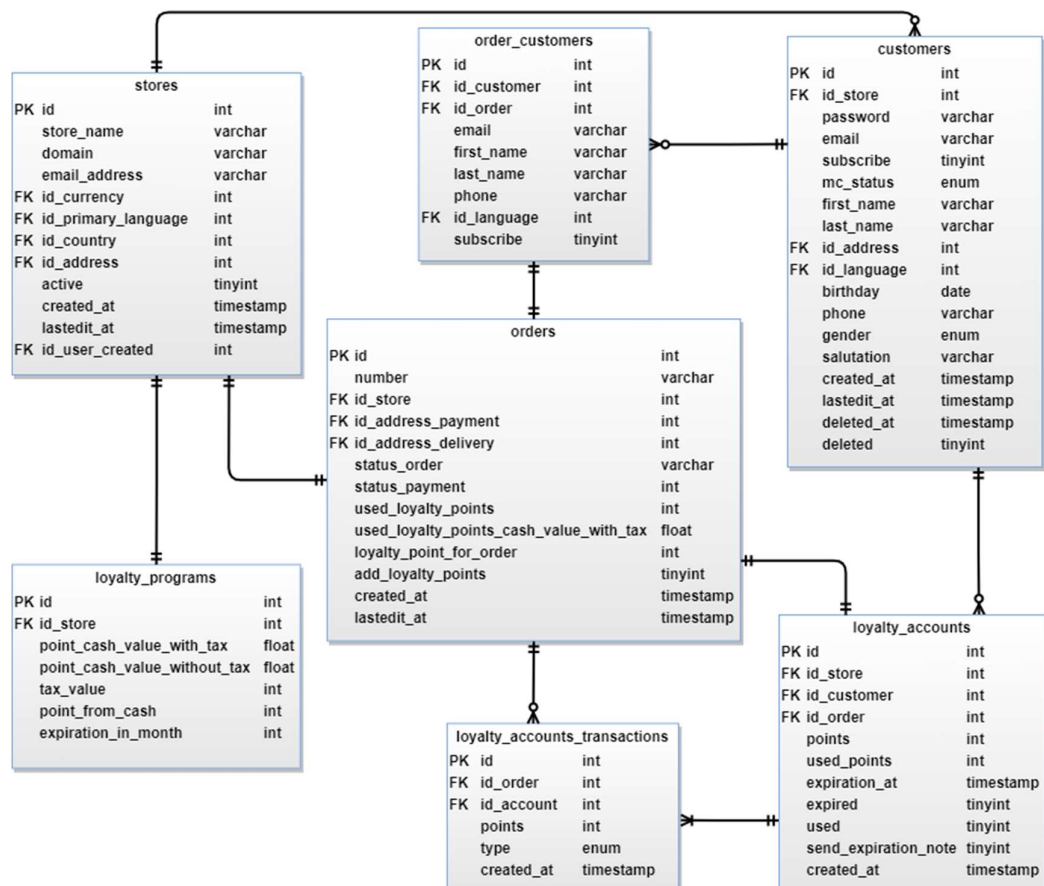 order_customers
PK id int
FK id_customer int
FK id_order int
email varchar
first_name varchar
last_name varchar
phone varchar
FK id_language int
subscribe tinyint
customers
PK id int
FK id_store int
password varchar
email varchar
subscribe tinyint
mc_status enum
first_name varchar
last_name varchar
FK id_address int
FK id_language int
birthday date
phone varchar
gender enum
salutation varchar
created_at timestamp
lastedit_at timestamp
deleted_at timestamp
deleted tinyint
stores
PK id int
store_name varchar
domain varchar
email_address varchar
FK id_currency int
FK id_primary_language int
FK id_country int
FK id_address int
active tinyint
created_at timestamp
lastedit_at timestamp
FK id_user_created int
orders
PK id int
number varchar
FK id_store int
FK id_address_payment int
FK id_address_delivery int
status_order varchar
status_payment int
used_loyalty_points int
used_loyalty_points_cash_value_with_tax float
loyalty_point_for_order int
add_loyalty_points tinyint
created_at timestamp
lastedit_at timestamp
loyalty_programs
PK id int
FK id_store int
point_cash_value_with_tax float
point_cash_value_without_tax float
tax_value int
point_from_cash int
expiration_in_month int
loyalty_accounts
PK id int
FK id_store int
FK id_customer int
FK id_order int
points int
used_points int
expiration_at timestamp
expired tinyint
used tinyint
send_expiration_note tinyint
created_at timestamp
loyalty_accounts_transactions
PK id int
FK id_order int
FK id_account int
points int
type enum
created_at timestamp